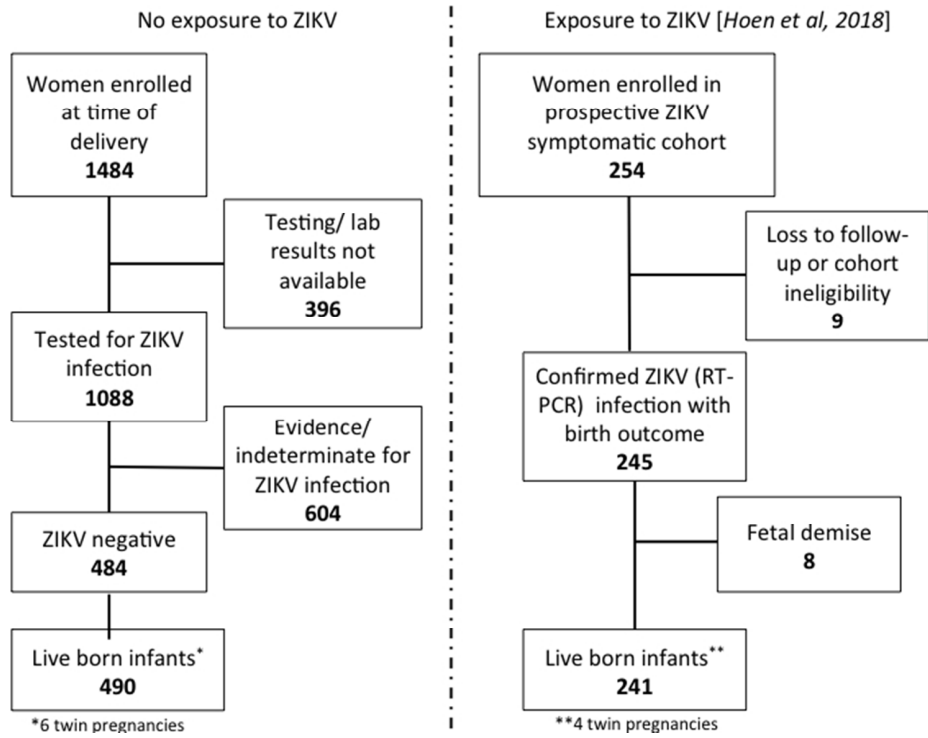 No exposure to ZIKV
Women enrolled
at time of
delivery
1484
Testing/ lab
results not
available
396
Tested for ZIKV
infection
1088
Evidence/
indeterminate for
ZIKV infection
604
ZIKV negative
484
Live born infants*
490
*6 twin pregnancies
Exposure to ZIKV [Hoen et al, 2018]
Women enrolled in
prospective ZIKV
symptomatic cohort
254
Loss to follow-
up or cohort
ineligibility
9
Confirmed ZIKV (RT-
PCR) infection with
birth outcome
245
Fetal demise
8
Live born infants**
241
**4 twin pregnancies